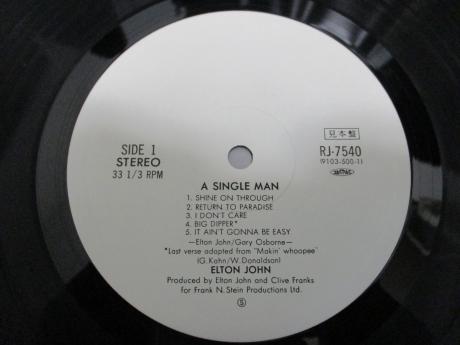 SIDE 1
STEREO
33 1/3 RPM
見本盤
RJ-7540
(9103-500-1)
JASRAC
A SINGLE MAN
1. SHINE ON THROUGH
2. RETURN TO PARADISE
3. I DON'T CARE
4. BIG DIPPER*
5. IT AIN'T GONNA BE EASY
—Elton John/Gary Osborne—
*Last verse adapted from "Makin' whoopee"
(G.Kahn/W.Donaldson)
ELTON JOHN
Produced by Elton John and Clive Franks
for Frank N. Stein Productions Ltd.
Ⓢ